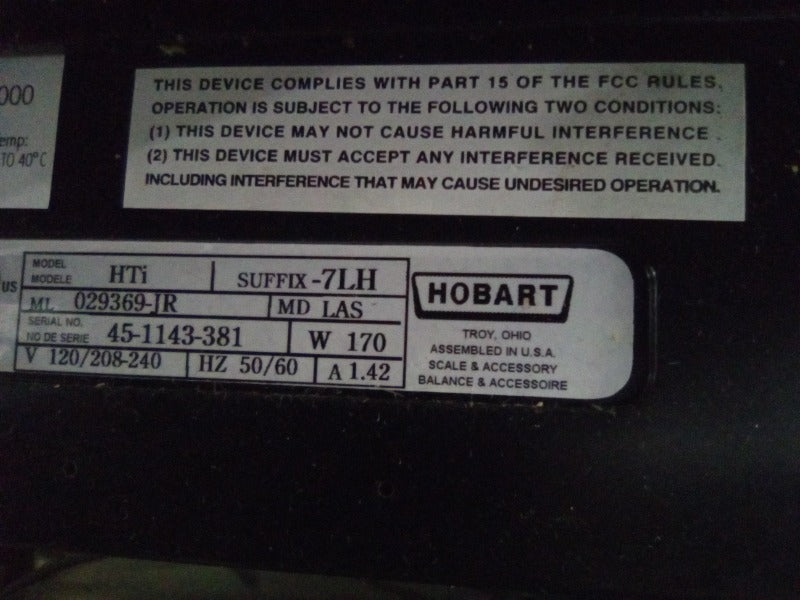 000
emp:
TO 40°C
THIS DEVICE COMPLIES WITH PART 15 OF THE FCC RULES,
OPERATION IS SUBJECT TO THE FOLLOWING TWO CONDITIONS:
(1) THIS DEVICE MAY NOT CAUSE HARMFUL INTERFERENCE .
(2) THIS DEVICE MUST ACCEPT ANY INTERFERENCE RECEIVED.
INCLUDING INTERFERENCE THAT MAY CAUSE UNDESIRED OPERATION.
us
MODEL
MODELE HTi SUFFIX -7LH
ML 029369-JR MD LAS
SERIAL NO.
NO DE SERIE 45-1143-381 W 170
V 120/208-240 HZ 50/60 A 1.42
HOBART
TROY, OHIO
ASSEMBLED IN U.S.A.
SCALE & ACCESSORY
BALANCE & ACCESSOIRE